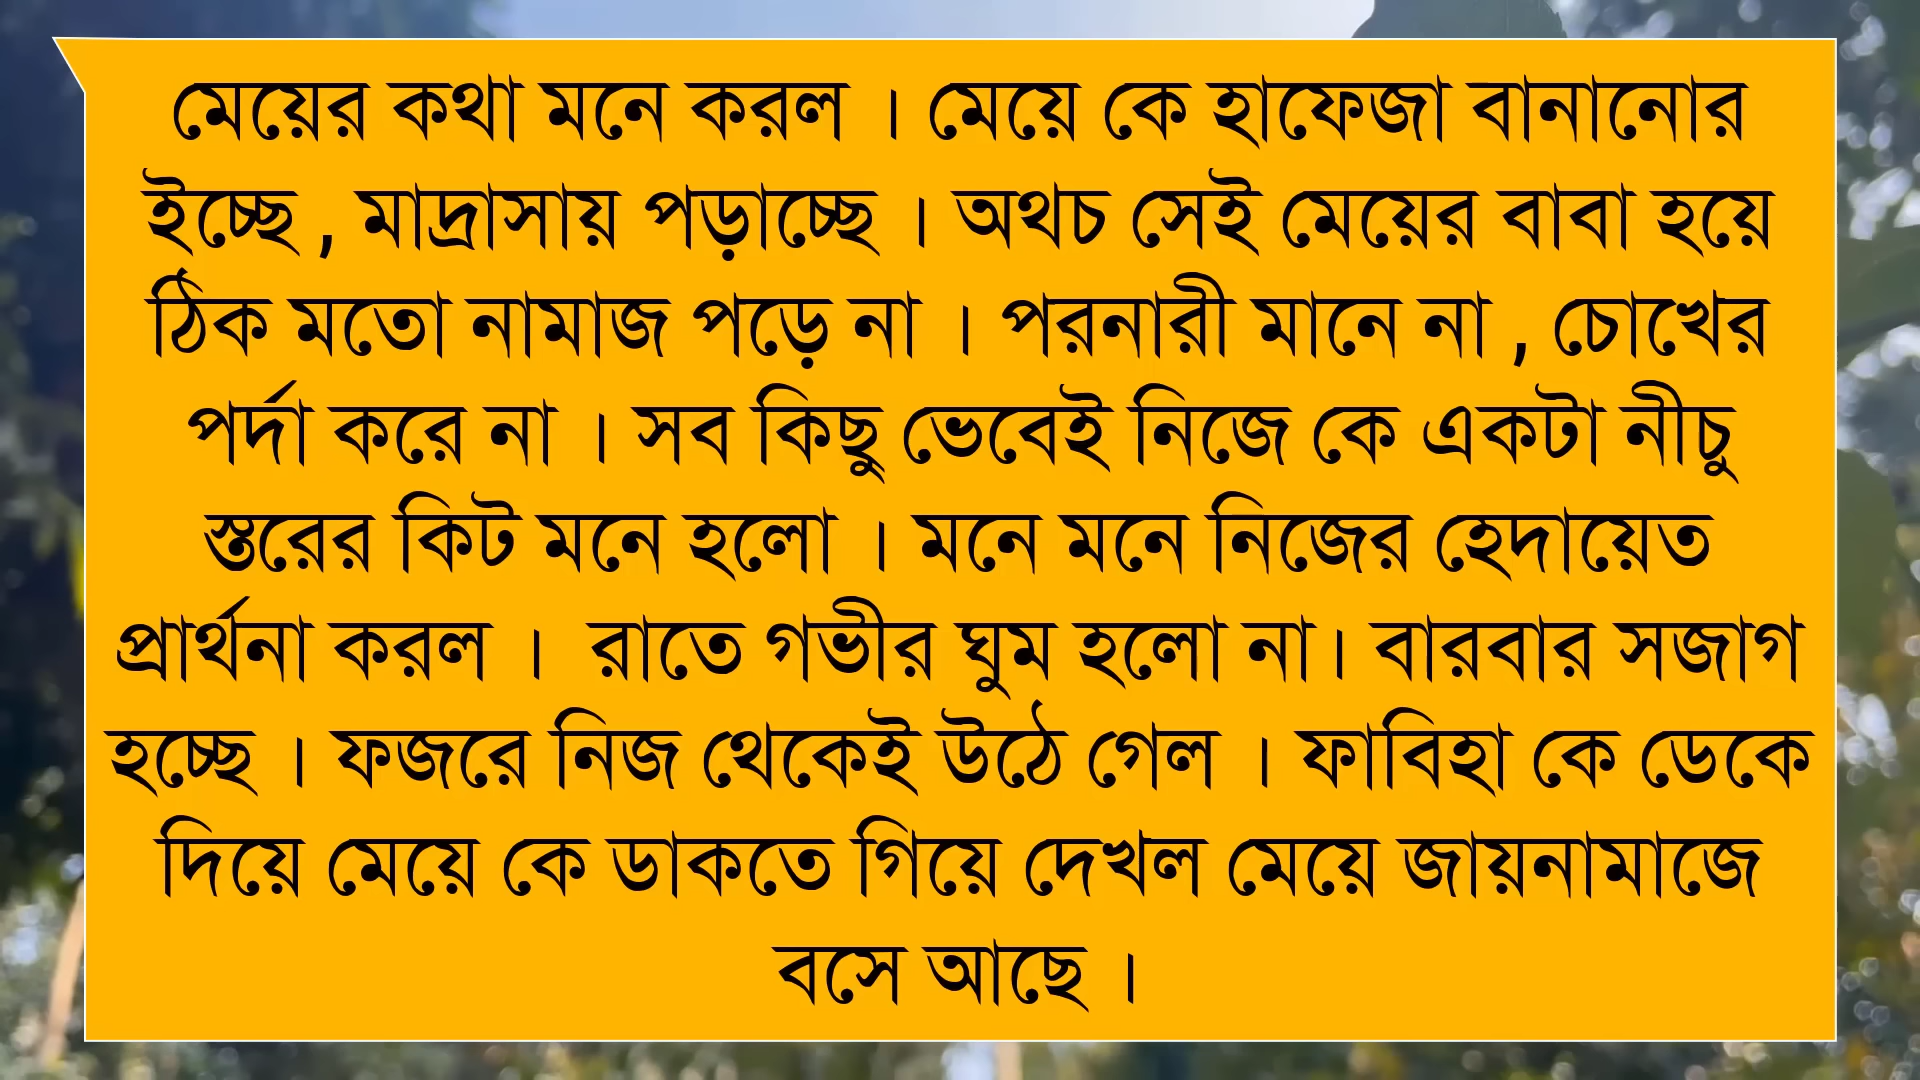 মেয়ের কথা মনে করল । মেয়ে কে হাফেজা বানানোর
ইচ্ছে , মাদ্রাসায় পড়াচ্ছে । অথচ সেই মেয়ের বাবা হয়ে
ঠিক মতো নামাজ পড়ে না । পরনারী মানে না , চোখের
পর্দা করে না । সব কিছু ভেবেই নিজে কে একটা নীচু
স্তরের কিট মনে হলো । মনে মনে নিজের হেদায়েত
প্রার্থনা করল । রাতে গভীর ঘুম হলো না। বারবার সজাগ
হচ্ছে । ফজরে নিজ থেকেই উঠে গেল । ফাবিহা কে ডেকে
দিয়ে মেয়ে কে ডাকতে গিয়ে দেখল মেয়ে জায়নামাজে
বসে আছে ।